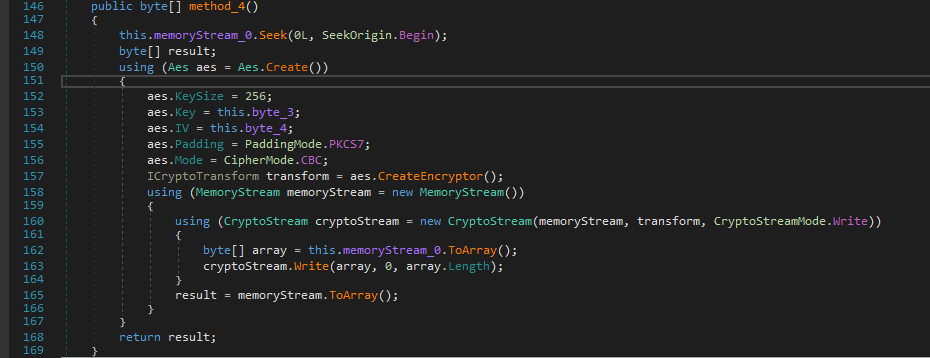 146 public byte[] method_4()
147 {
148 this.memoryStream_0.Seek(0L, SeekOrigin.Begin);
149 byte[] result;
150 using (Aes aes = Aes.Create())
151 {
152 aes.KeySize = 256;
153 aes.Key = this.byte_3;
154 aes.IV = this.byte_4;
155 aes.Padding = PaddingMode.PKCS7;
156 aes.Mode = CipherMode.CBC;
157 ICryptoTransform transform = aes.CreateEncryptor();
158 using (MemoryStream memoryStream = new MemoryStream())
159 {
160 using (CryptoStream cryptoStream = new CryptoStream(memoryStream, transform, CryptoStreamMode.Write))
161 {
162 byte[] array = this.memoryStream_0.ToArray();
163 cryptoStream.Write(array, 0, array.Length);
164 }
165 result = memoryStream.ToArray();
166 }
167 }
168 return result;
169 }